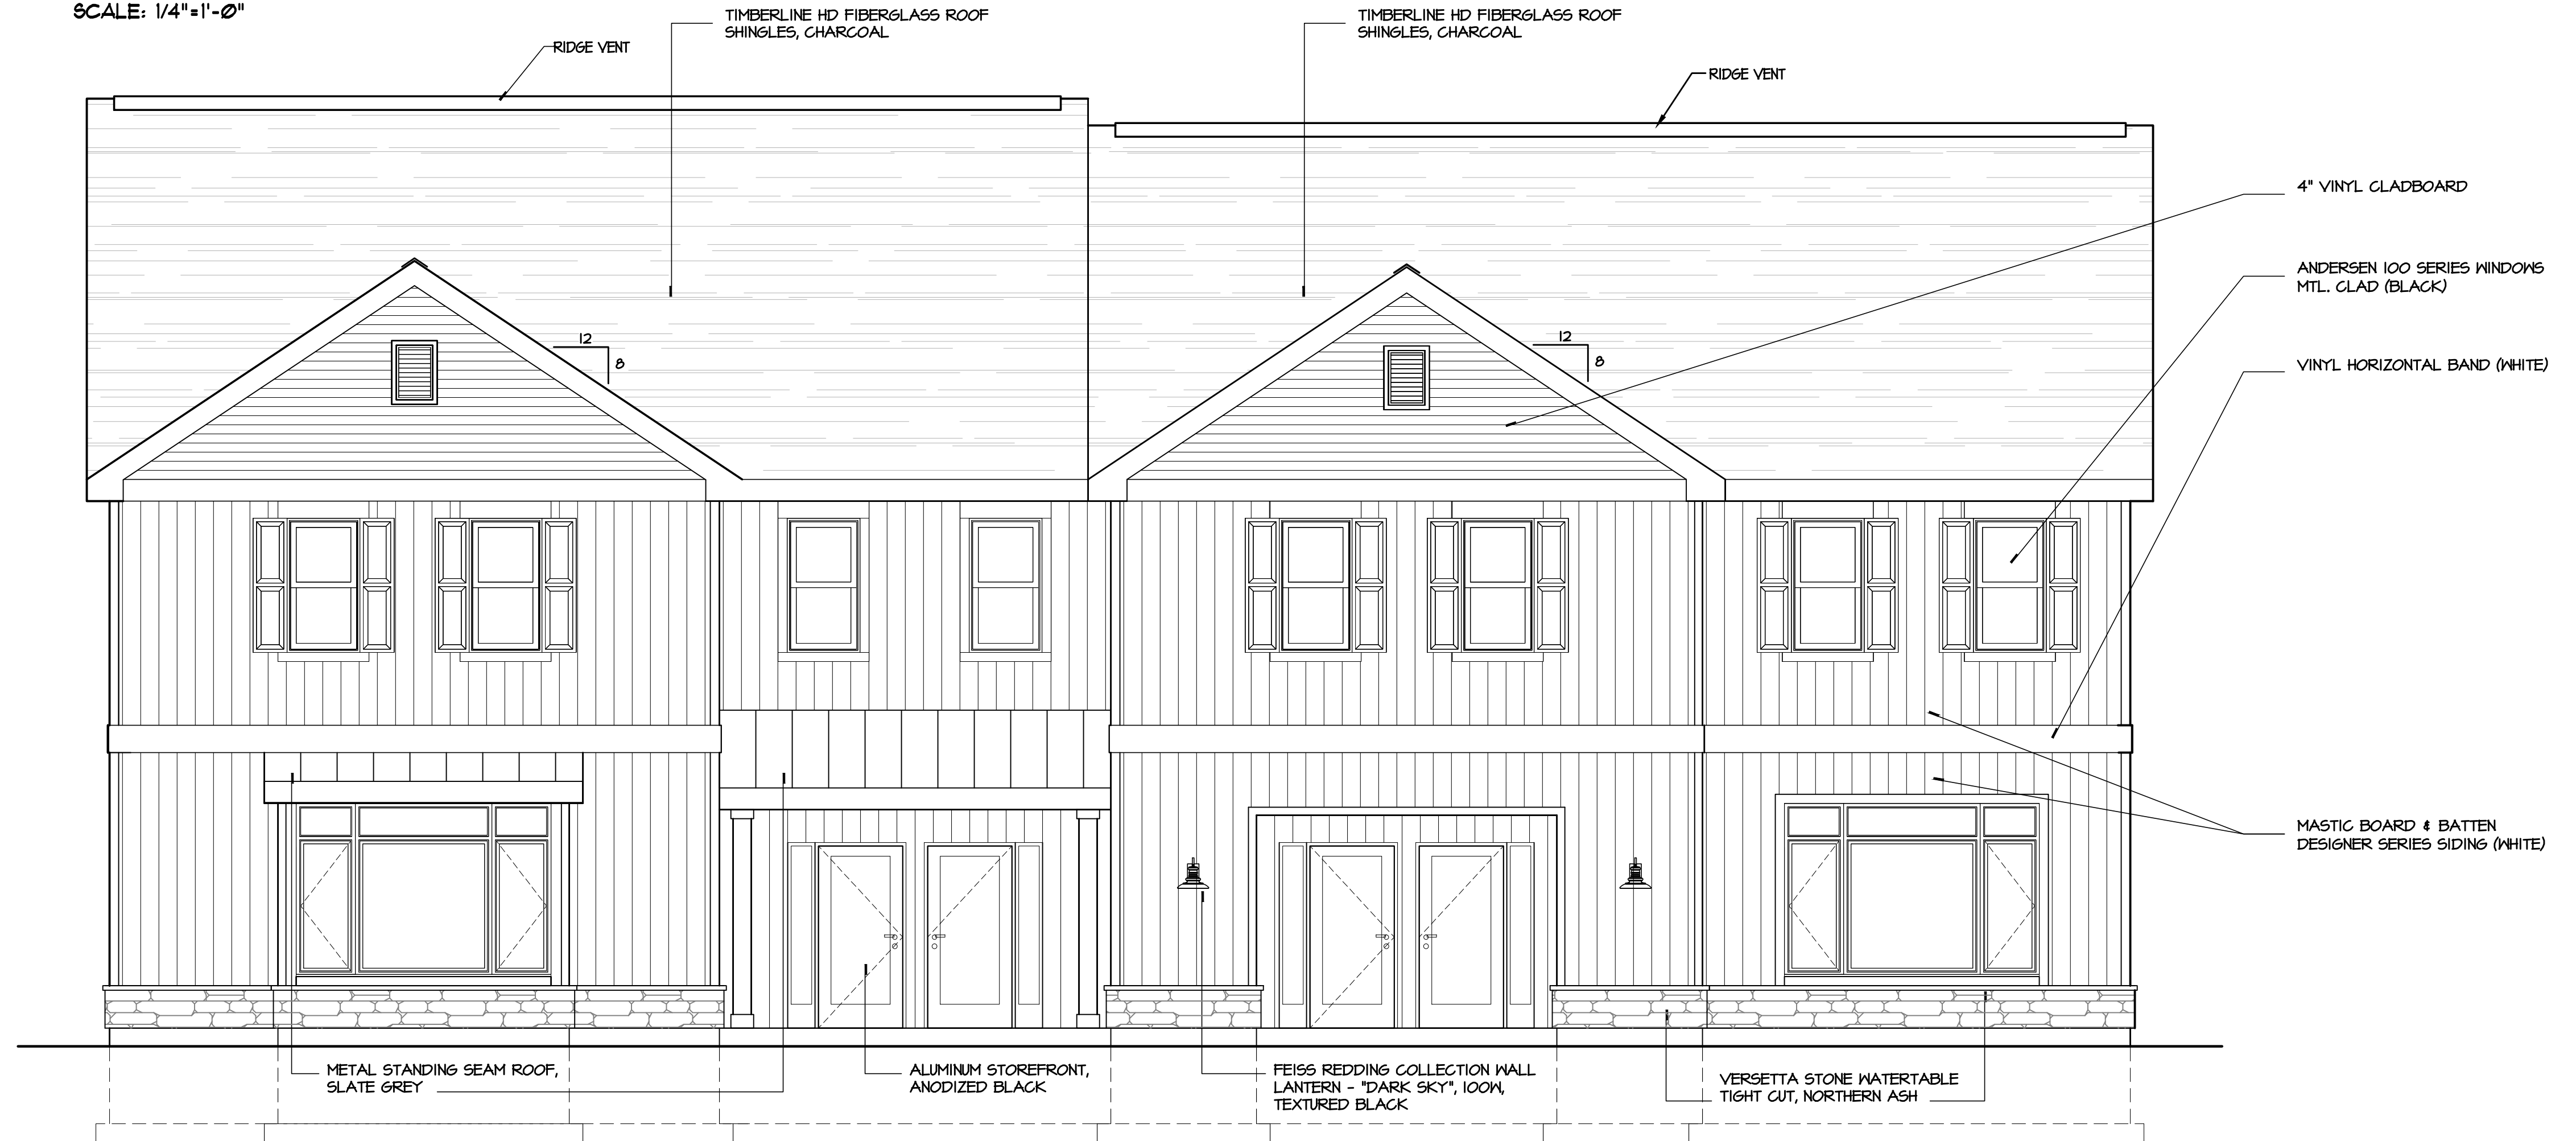 SCALE: 1/4"=1'-0"
TIMBERLINE HD FIBERGLASS ROOF
SHINGLES, CHARCOAL
TIMBERLINE HD FIBERGLASS ROOF
SHINGLES, CHARCOAL
RIDGE VENT
RIDGE VENT
4" VINYL CLADBOARD
ANDERSEN 100 SERIES WINDOWS
MTL. CLAD (BLACK)
12
8
12
8
VINYL HORIZONTAL BAND (WHITE)
MASTIC BOARD & BATTEN
DESIGNER SERIES SIDING (WHITE)
METAL STANDING SEAM ROOF,
SLATE GREY
ALUMINUM STOREFRONT,
ANODIZED BLACK
FEISS REDDING COLLECTION WALL
LANTERN - "DARK SKY", 100W,
TEXTURED BLACK
VERSETTA STONE WATERTABLE
TIGHT CUT, NORTHERN ASH